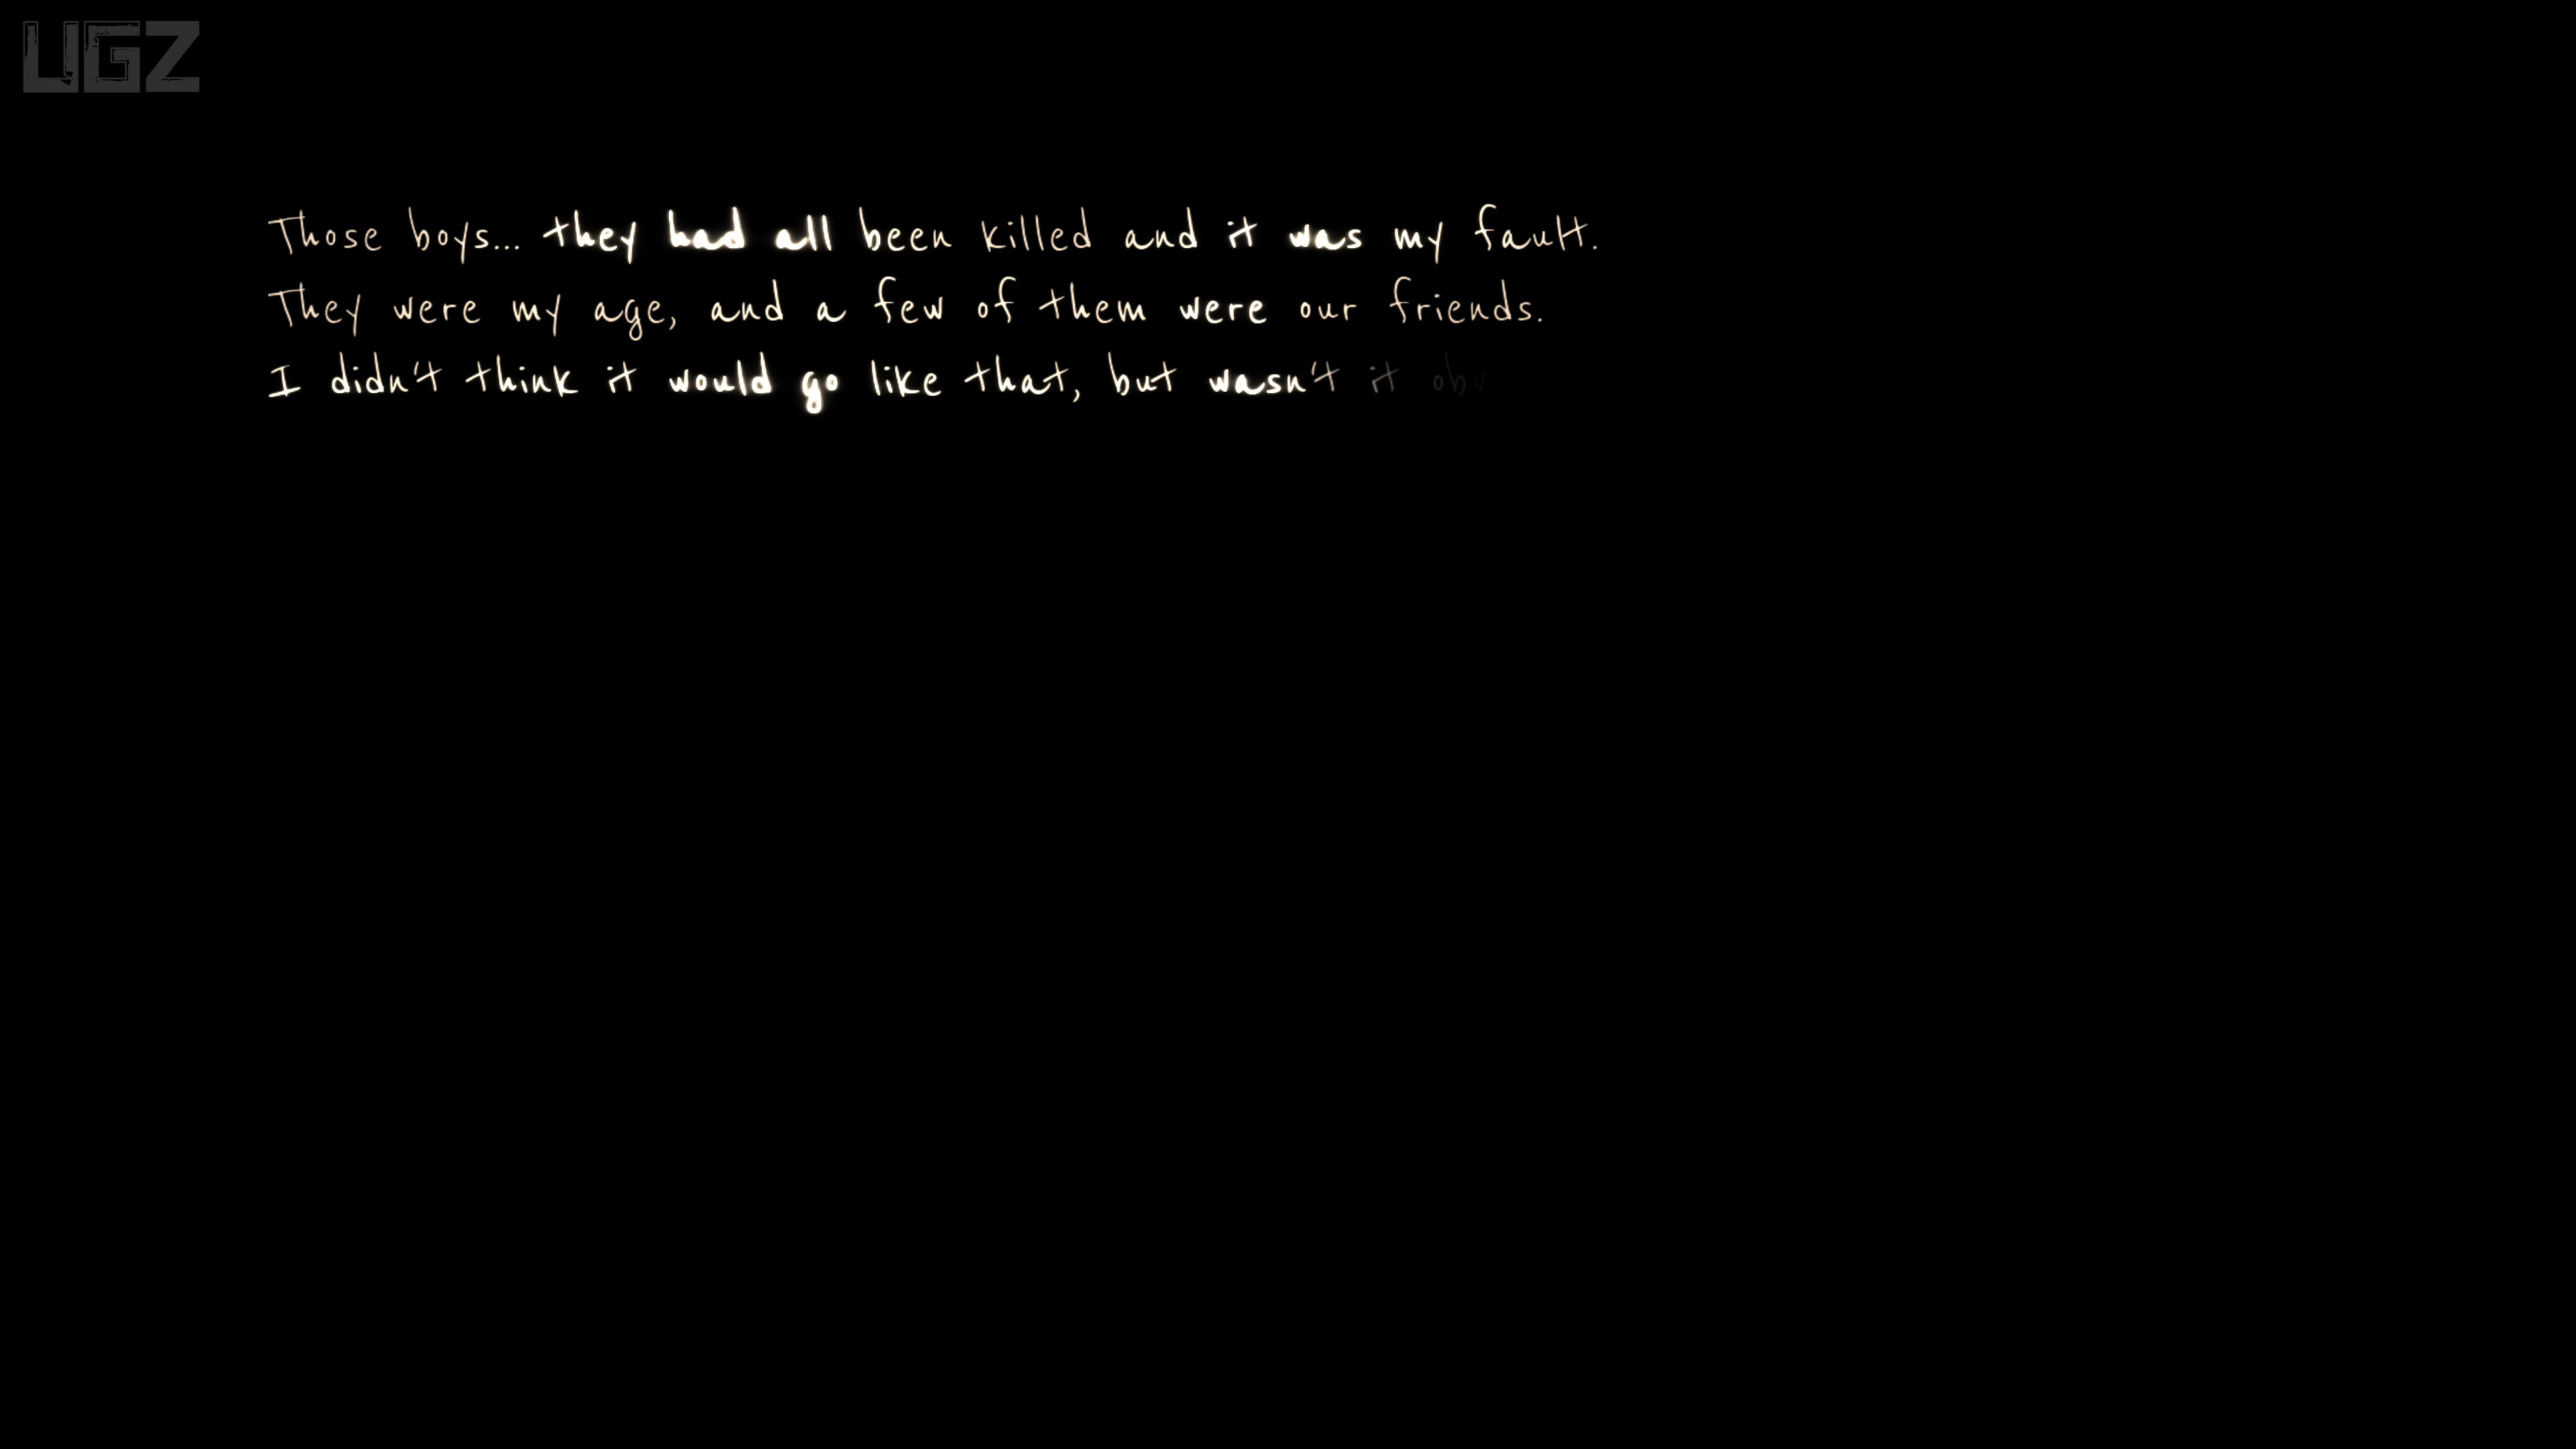 UGZ
Those boys... they had all been killed and it was my fault.
They were my age, and a few of them were our friends.
I didn't think it would go like that, but wasn't it